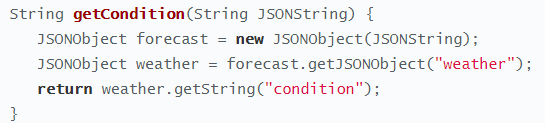 String getCondition(String JSONString) {
    JSONObject forecast = new JSONObject(JSONString);
    JSONObject weather = forecast.getJSONObject("weather");
    return weather.getString("condition");
}